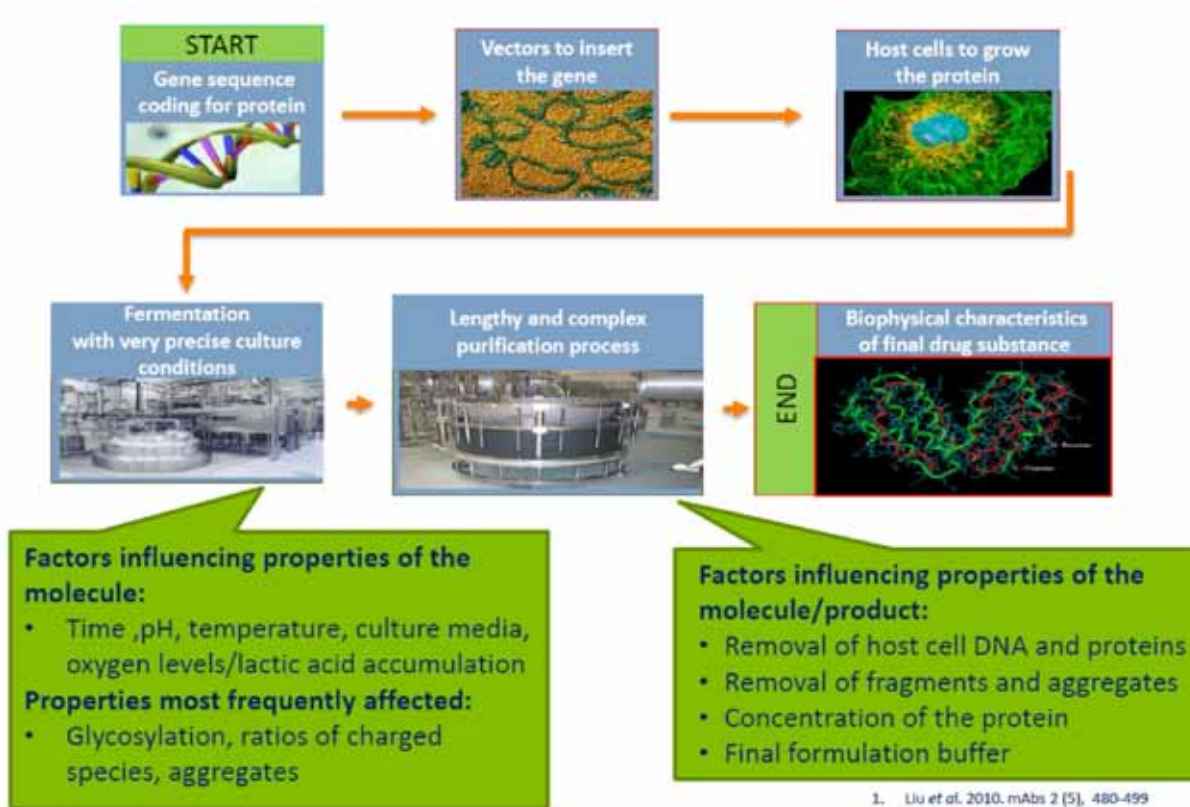 START
Gene sequence
coding for protein
Vectors to insert
the gene
Host cells to grow
the protein
Fermentation
with very precise culture
conditions
Lengthy and complex
purification process
END
Biophysical characteristics
of final drug substance
Factors influencing properties of the
molecule:
• Time ,pH, temperature, culture media,
oxygen levels/lactic acid accumulation
Properties most frequently affected:
• Glycosylation, ratios of charged
species, aggregates
Factors influencing properties of the
molecule/product:
• Removal of host cell DNA and proteins
• Removal of fragments and aggregates
• Concentration of the protein
• Final formulation buffer
1. Liu et al. 2010. mAbs 2 (5), 480-499